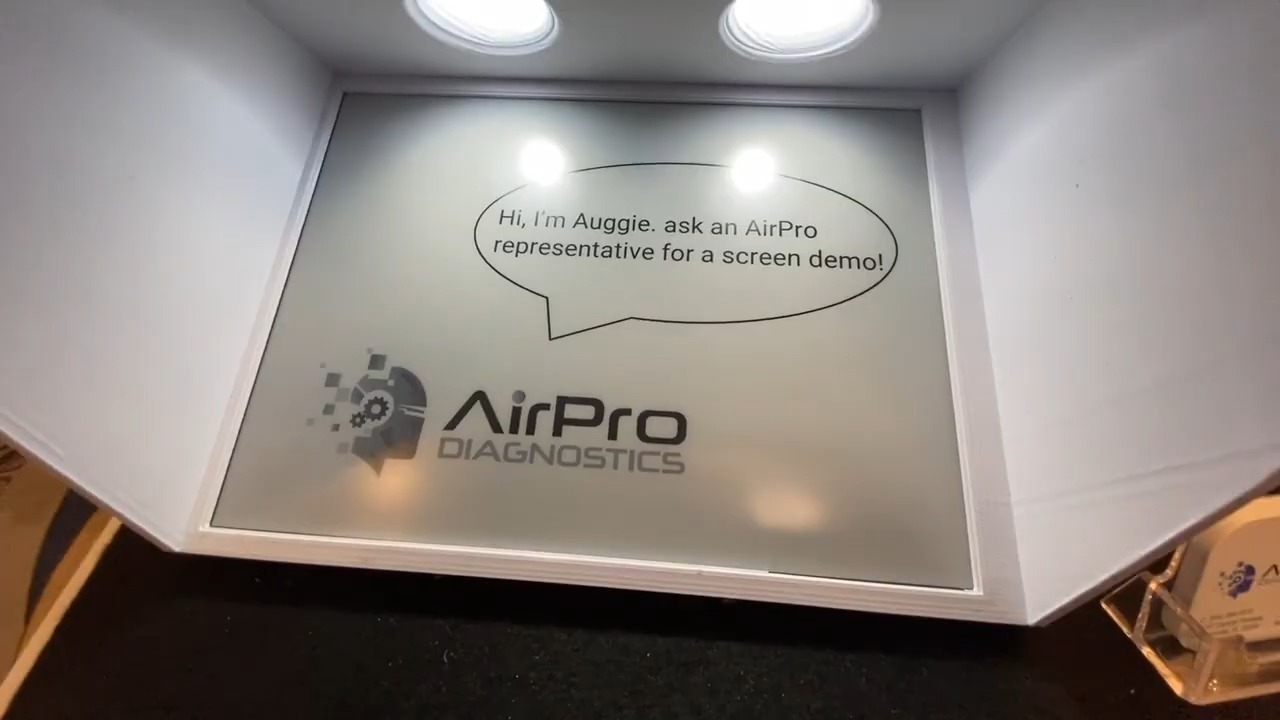 Hi, I'm Auggie. ask an AirPro
representative for a screen demo!
AirPro
DIAGNOSTICS